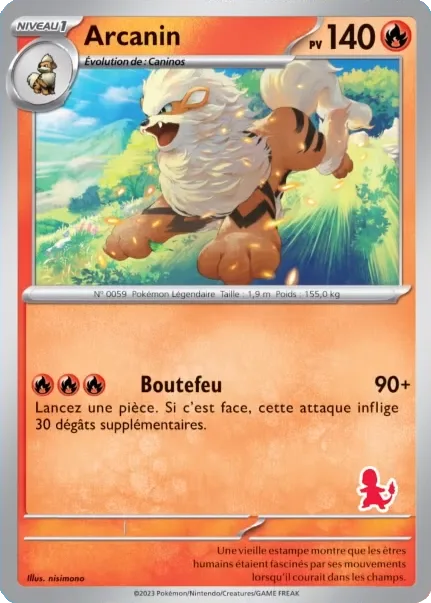 NIVEAU 1
Arcanin
PV 140
Évolution de : Caninos
N° 0059 Pokémon Légendaire Taille : 1,9 m Poids : 155,0 kg
Boutefeu 90+
Lancez une pièce. Si c'est face, cette attaque inflige
30 dégâts supplémentaires.
Une vieille estampe montre que les êtres
humains étaient fascinés par ses mouvements
lorsqu'il courait dans les champs.
Illus. nisimono
©2023 Pokémon/Nintendo/Creatures/GAME FREAK